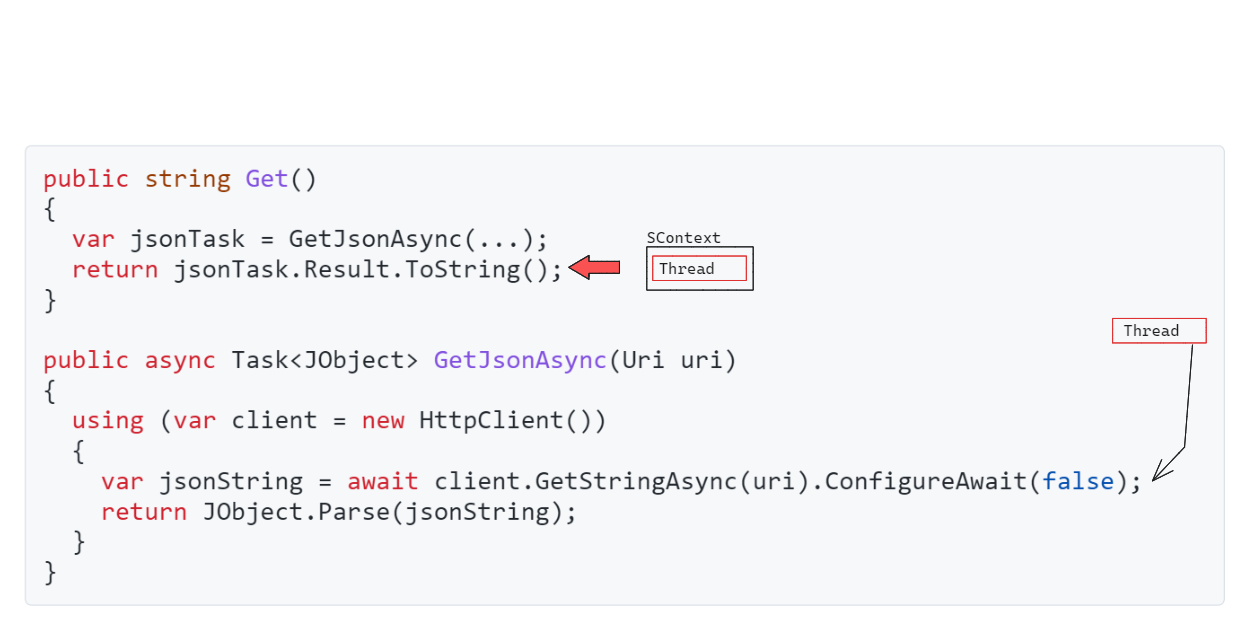 public string Get()
{
  var jsonTask = GetJsonAsync(...);
SContext
  return jsonTask.Result.ToString();
Thread
}
Thread
public async Task<JObject> GetJsonAsync(Uri uri)
{
  using (var client = new HttpClient())
  {
    var jsonString = await client.GetStringAsync(uri).ConfigureAwait(false);
    return JObject.Parse(jsonString);
  }
}